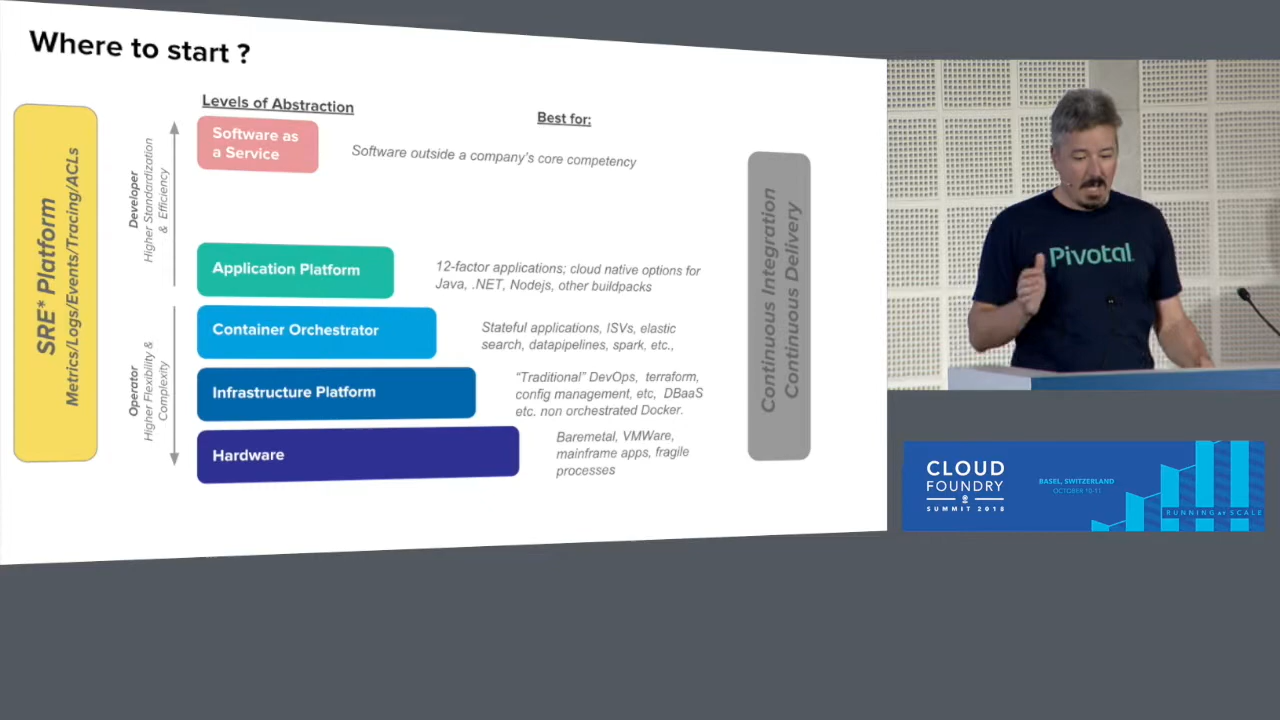 Where to start ?
SRE* Platform
Metrics/Logs/Events/Tracing/ACLs
Developer
Higher Standardization
& Efficiency
Operator
Higher Flexibility &
Complexity
Levels of Abstraction
Best for:
Software as
a Service
Software outside a company's core competency
Application Platform
12-factor applications; cloud native options for
Java, .NET, Nodejs, other buildpacks
Container Orchestrator
Stateful applications, ISVs, elastic
search, datapipelines, spark, etc.,
Infrastructure Platform
“Traditional” DevOps, terraform,
config management, etc, DBaaS
etc. non orchestrated Docker.
Hardware
Baremetal, VMWare,
mainframe apps, fragile
processes
Continuous Integration
Continuous Delivery
Pivotal
CLOUD
FOUNDRY
SUMMIT 2018
BASEL, SWITZERLAND
OCTOBER 10-11
RUNNING AT SCALE